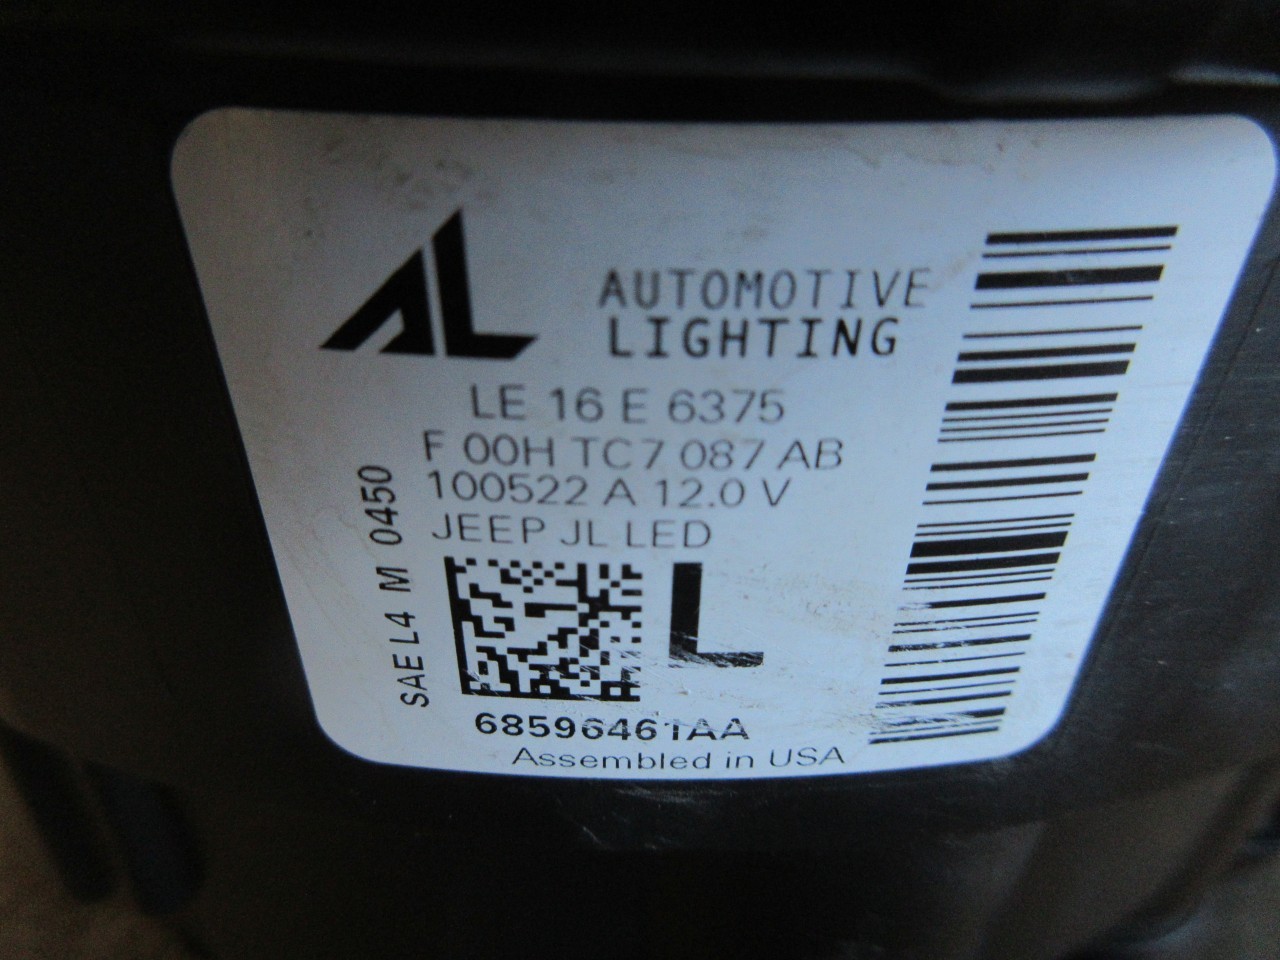 AL
AUTOMOTIVE
LIGHTING
LE 16 E 6375
F 00H TC7 087 AB
100522 A 12.0 V
JEEP JL LED
SAE L4 M 0450
L
68596461AA
Assembled in USA